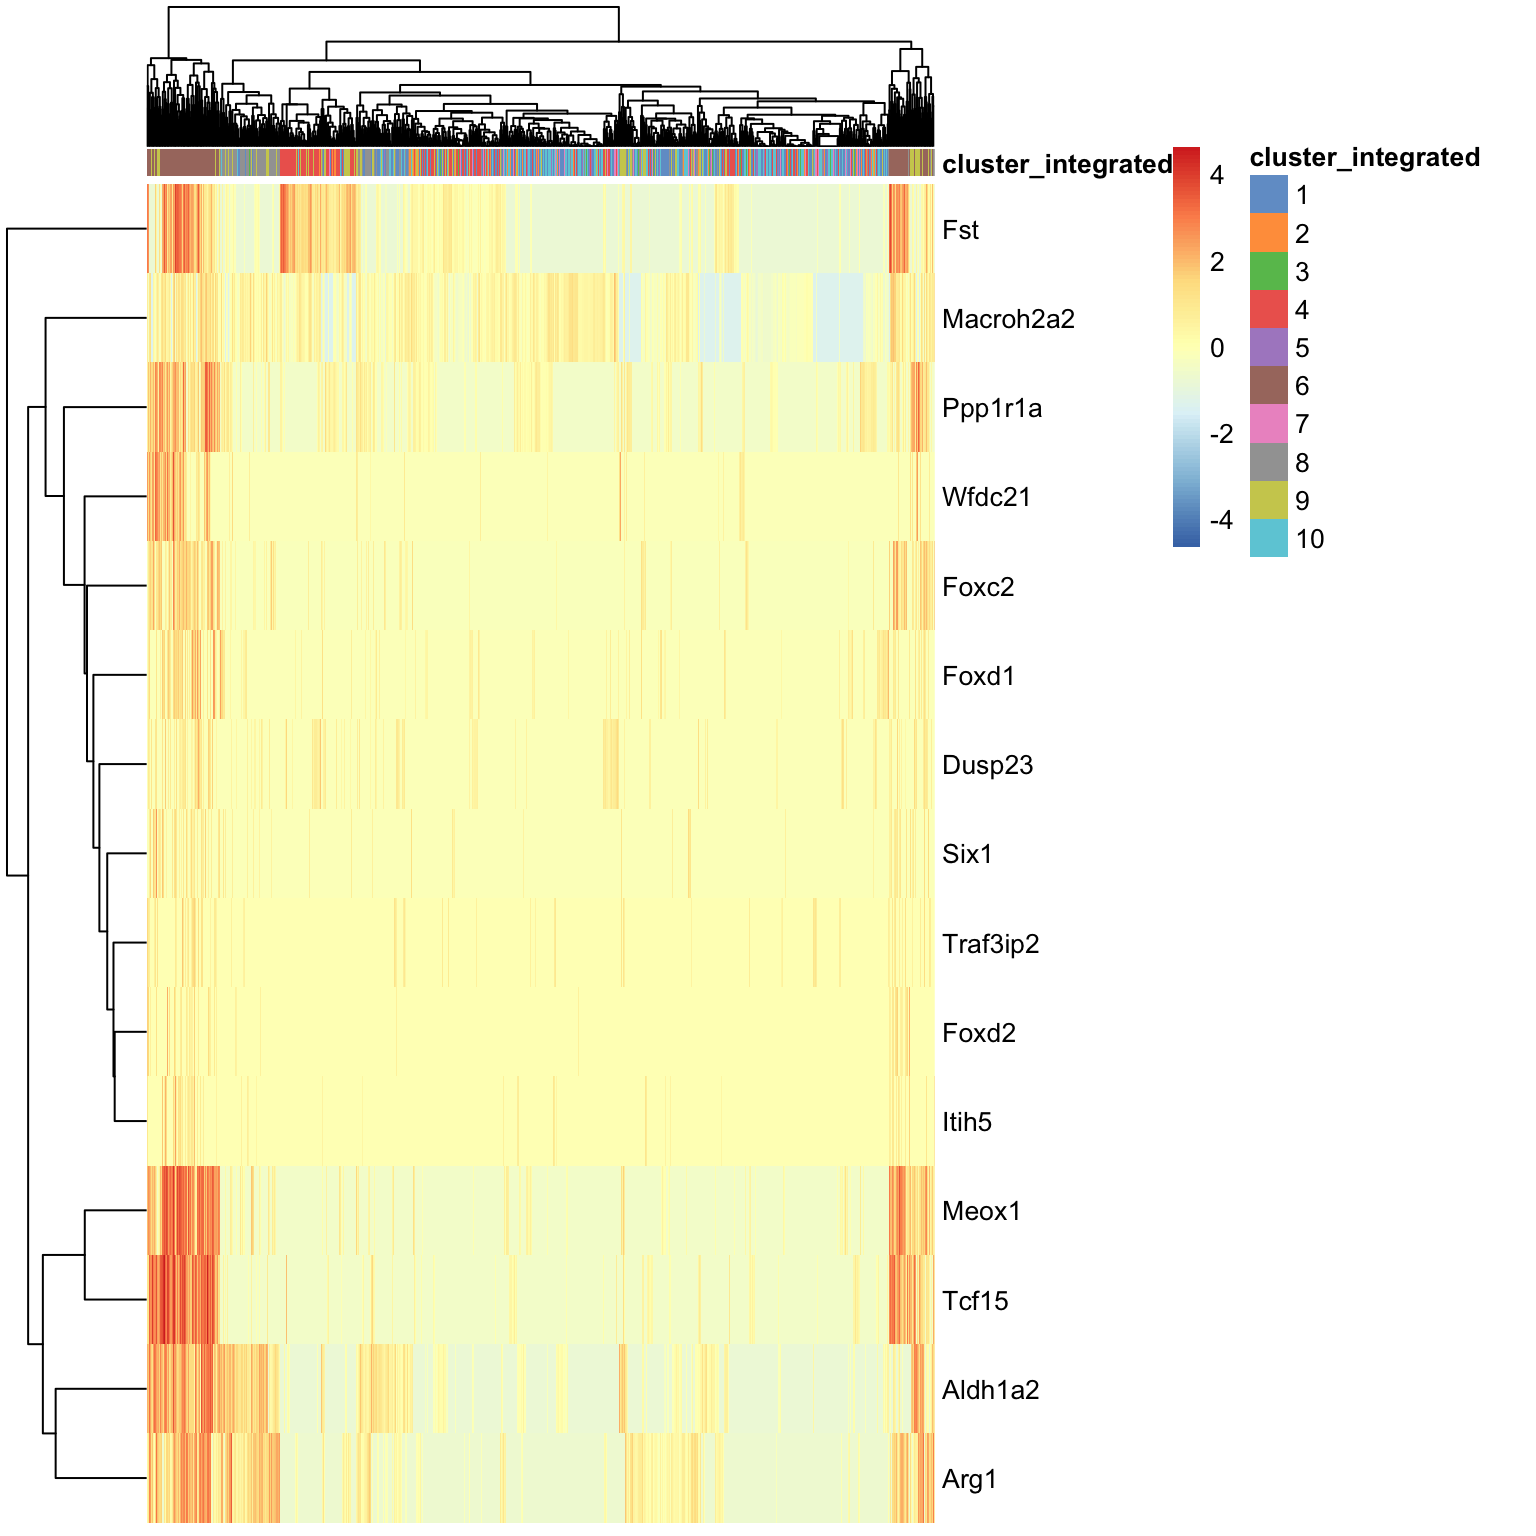 cluster_integrated
Fst
Macroh2a2
Ppp1r1a
Wfdc21
Foxc2
Foxd1
Dusp23
Six1
Traf3ip2
Foxd2
Itih5
Meox1
Tcf15
Aldh1a2
Arg1
4
2
0
-2
-4
cluster_integrated
1
2
3
4
5
6
7
8
9
10